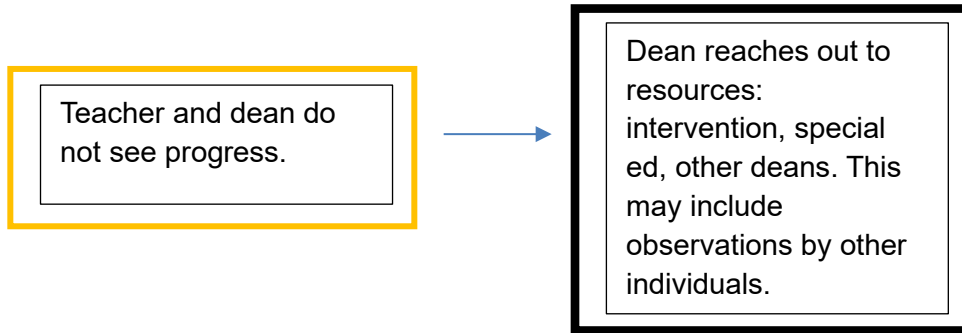 Teacher and dean do
not see progress.
Dean reaches out to
resources:
intervention, special
ed, other deans. This
may include
observations by other
individuals.